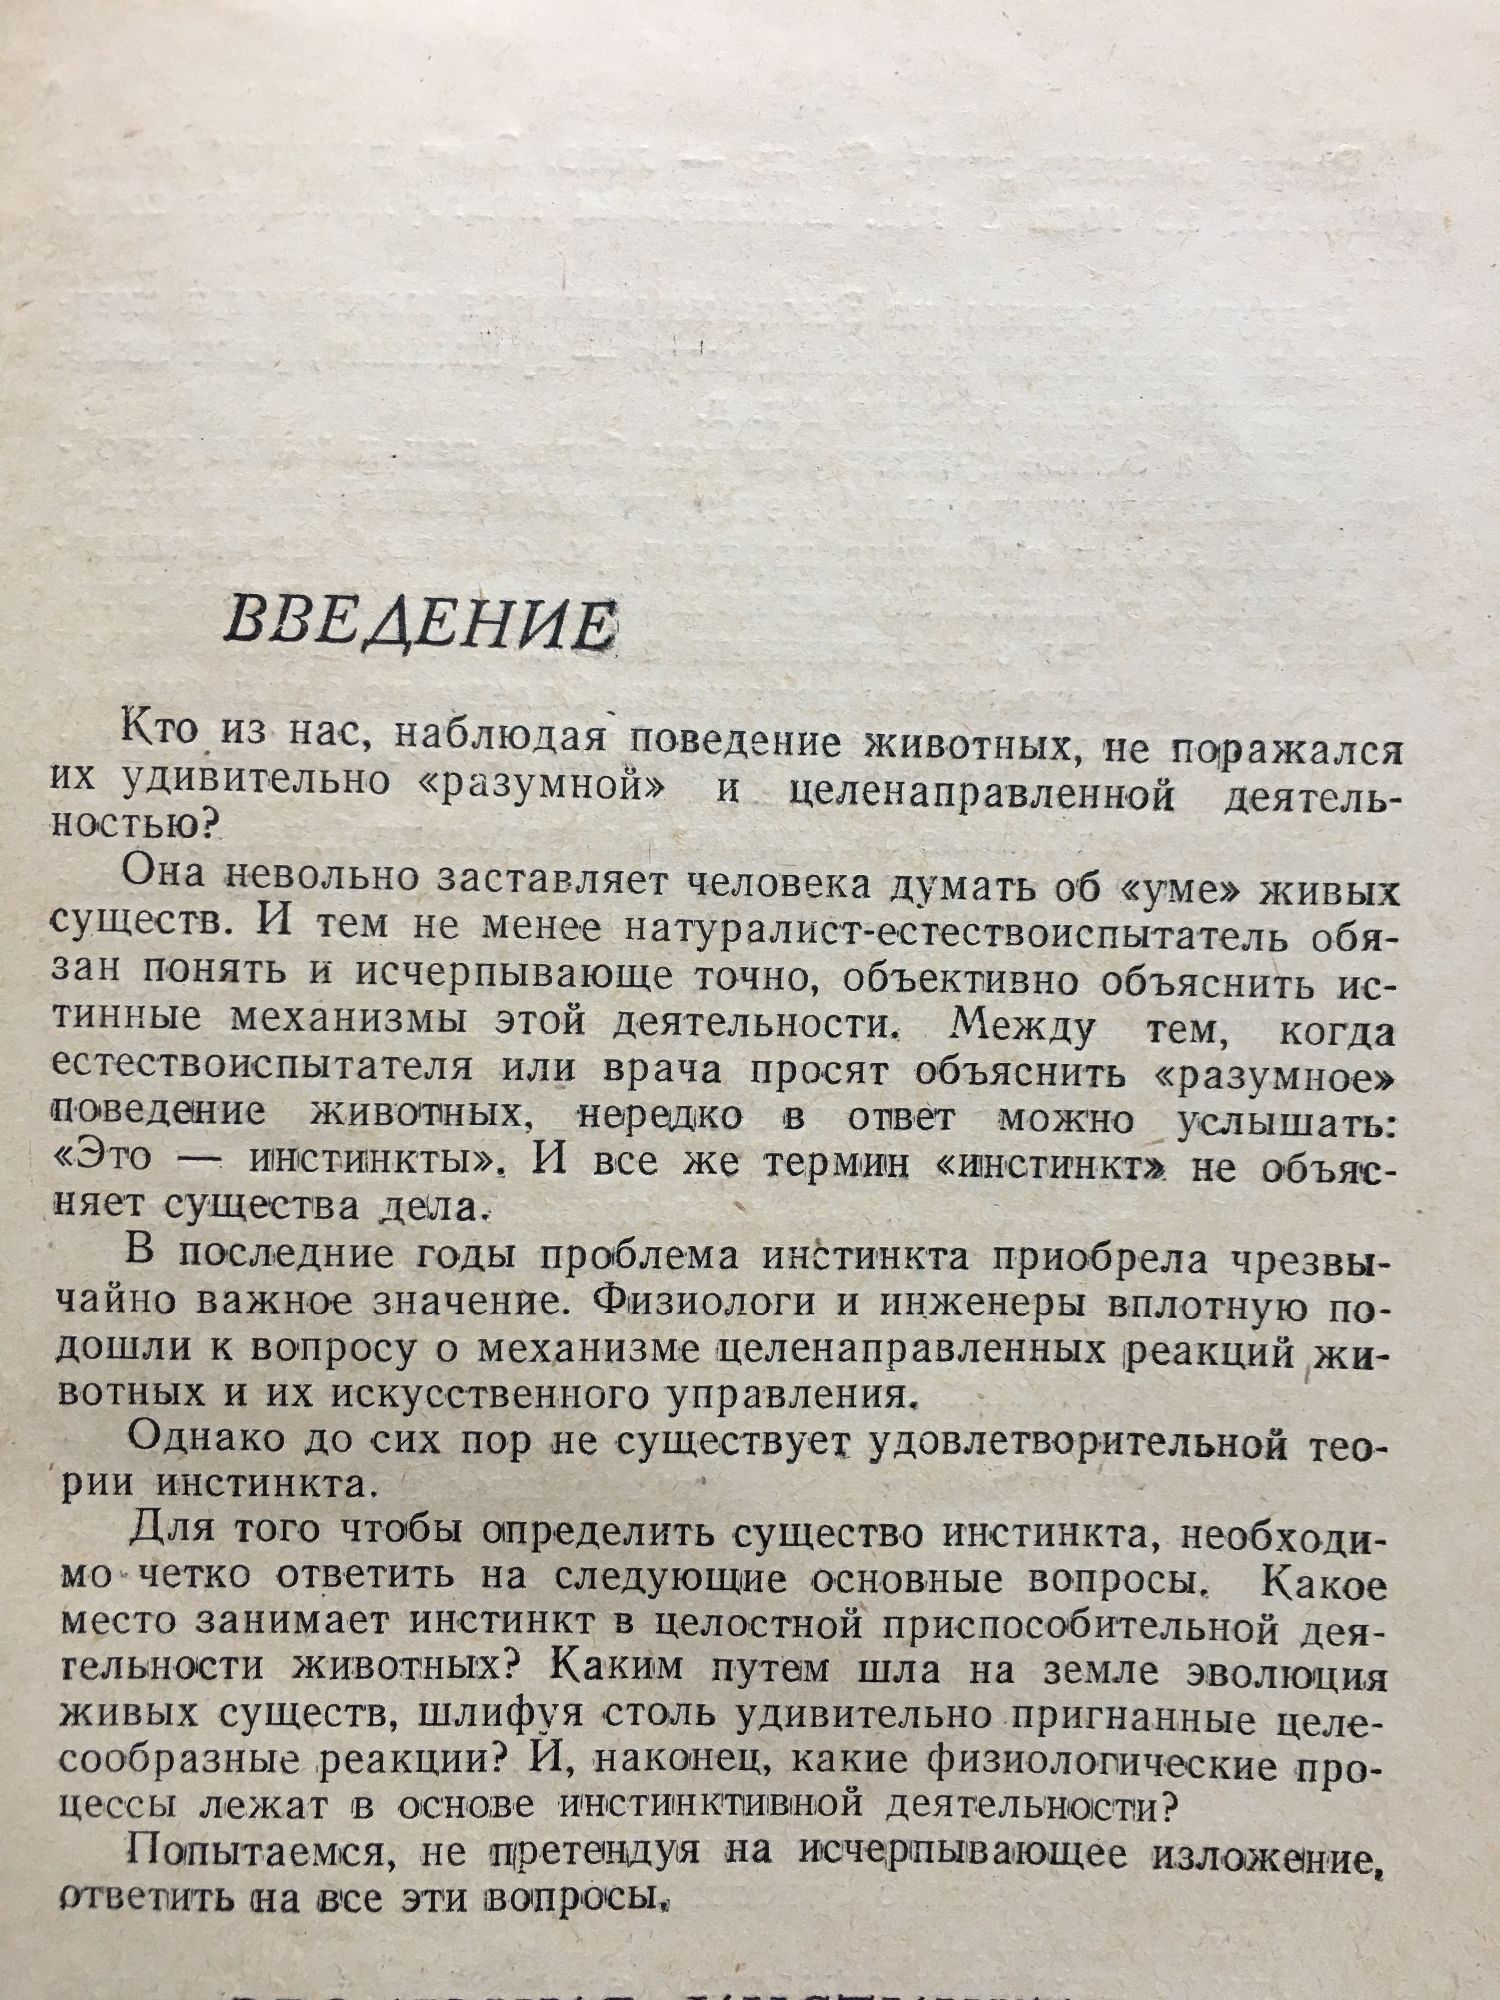 ВВЕДЕНИЕ
Кто из нас, наблюдая поведение животных, не поражался
их удивительно «разумной» и целенаправленной деятель-
ностью?
Она невольно заставляет человека думать об «уме» живых
существ. И тем не менее натуралист-естествоиспытатель обя-
зан понять и исчерпывающе точно, объективно объяснить ис-
тинные механизмы этой деятельности. Между тем, когда
естествоиспытателя или врача просят объяснить «разумное»
поведение животных, нередко в ответ можно услышать:
«Это — инстинкты». И все же термин «инстинкт» не объяс-
няет существа дела.
В последние годы проблема инстинкта приобрела чрезвы-
чайно важное значение. Физиологи и инженеры вплотную по-
дошли к вопросу о механизме целенаправленных реакций жи-
вотных и их искусственного управления.
Однако до сих пор не существует удовлетворительной тео-
рии инстинкта.
Для того чтобы определить существо инстинкта, необходи-
мо четко ответить на следующие основные вопросы. Какое
место занимает инстинкт в целостной приспособительной дея-
тельности животных? Каким путем шла на земле эволюция
живых существ, шлифуя столь удивительно пригнанные целе-
сообразные реакции? И, наконец, какие физиологические про-
цессы лежат в основе инстинктивной деятельности?
Попытаемся, не претендуя на исчерпывающее изложение,
ответить на все эти вопросы.